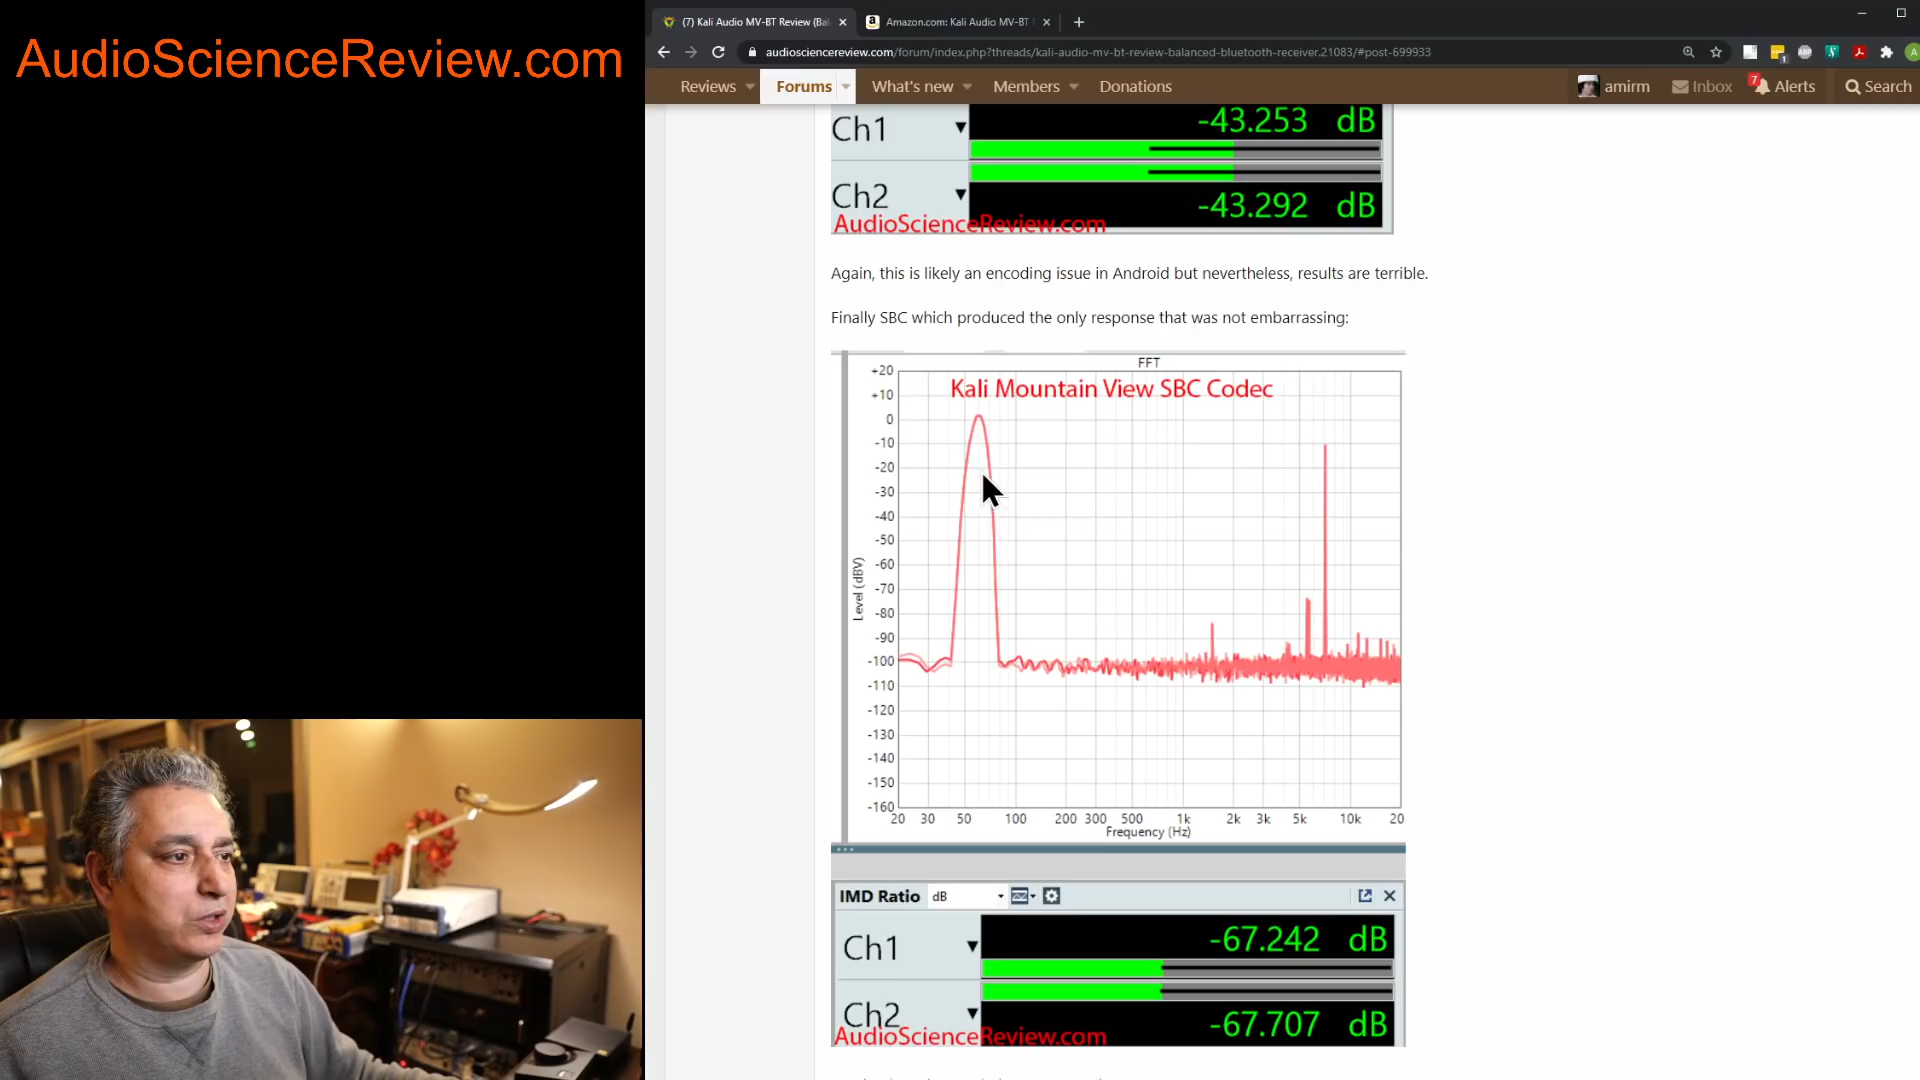 AudioScienceReview.com
(7) Kali Audio MV-BT Review (Bal
Amazon.com: Kali Audio MV-BT
audiosciencereview.com/forum/index.php?threads/kali-audio-mv-bt-review-balanced-bluetooth-receiver.21083/#post-699933
Reviews Forums What's new Members Donations
amirm Inbox 7 Alerts Search
Ch1 -43.253 dB
Ch2 -43.292 dB
AudioScienceReview.com
Again, this is likely an encoding issue in Android but nevertheless, results are terrible.
Finally SBC which produced the only response that was not embarrassing:
FFT
Kali Mountain View SBC Codec
+20
+10
0
-10
-20
-30
-40
-50
-60
-70
-80
-90
-100
-110
-120
-130
-140
-150
-160
Level (dBV)
20 30 50 100 200 300 500 1k 2k 3k 5k 10k 20
Frequency (Hz)
IMD Ratio dB
Ch1 -67.242 dB
Ch2 -67.707 dB
AudioScienceReview.com